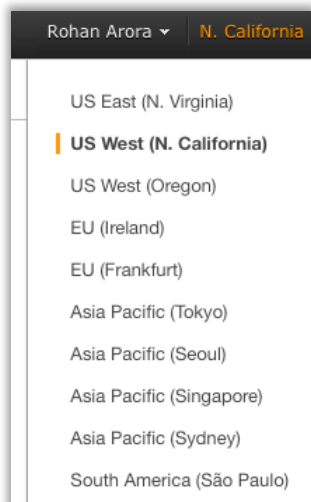 Rohan Arora N. California
US East (N. Virginia)
US West (N. California)
US West (Oregon)
EU (Ireland)
EU (Frankfurt)
Asia Pacific (Tokyo)
Asia Pacific (Seoul)
Asia Pacific (Singapore)
Asia Pacific (Sydney)
South America (São Paulo)